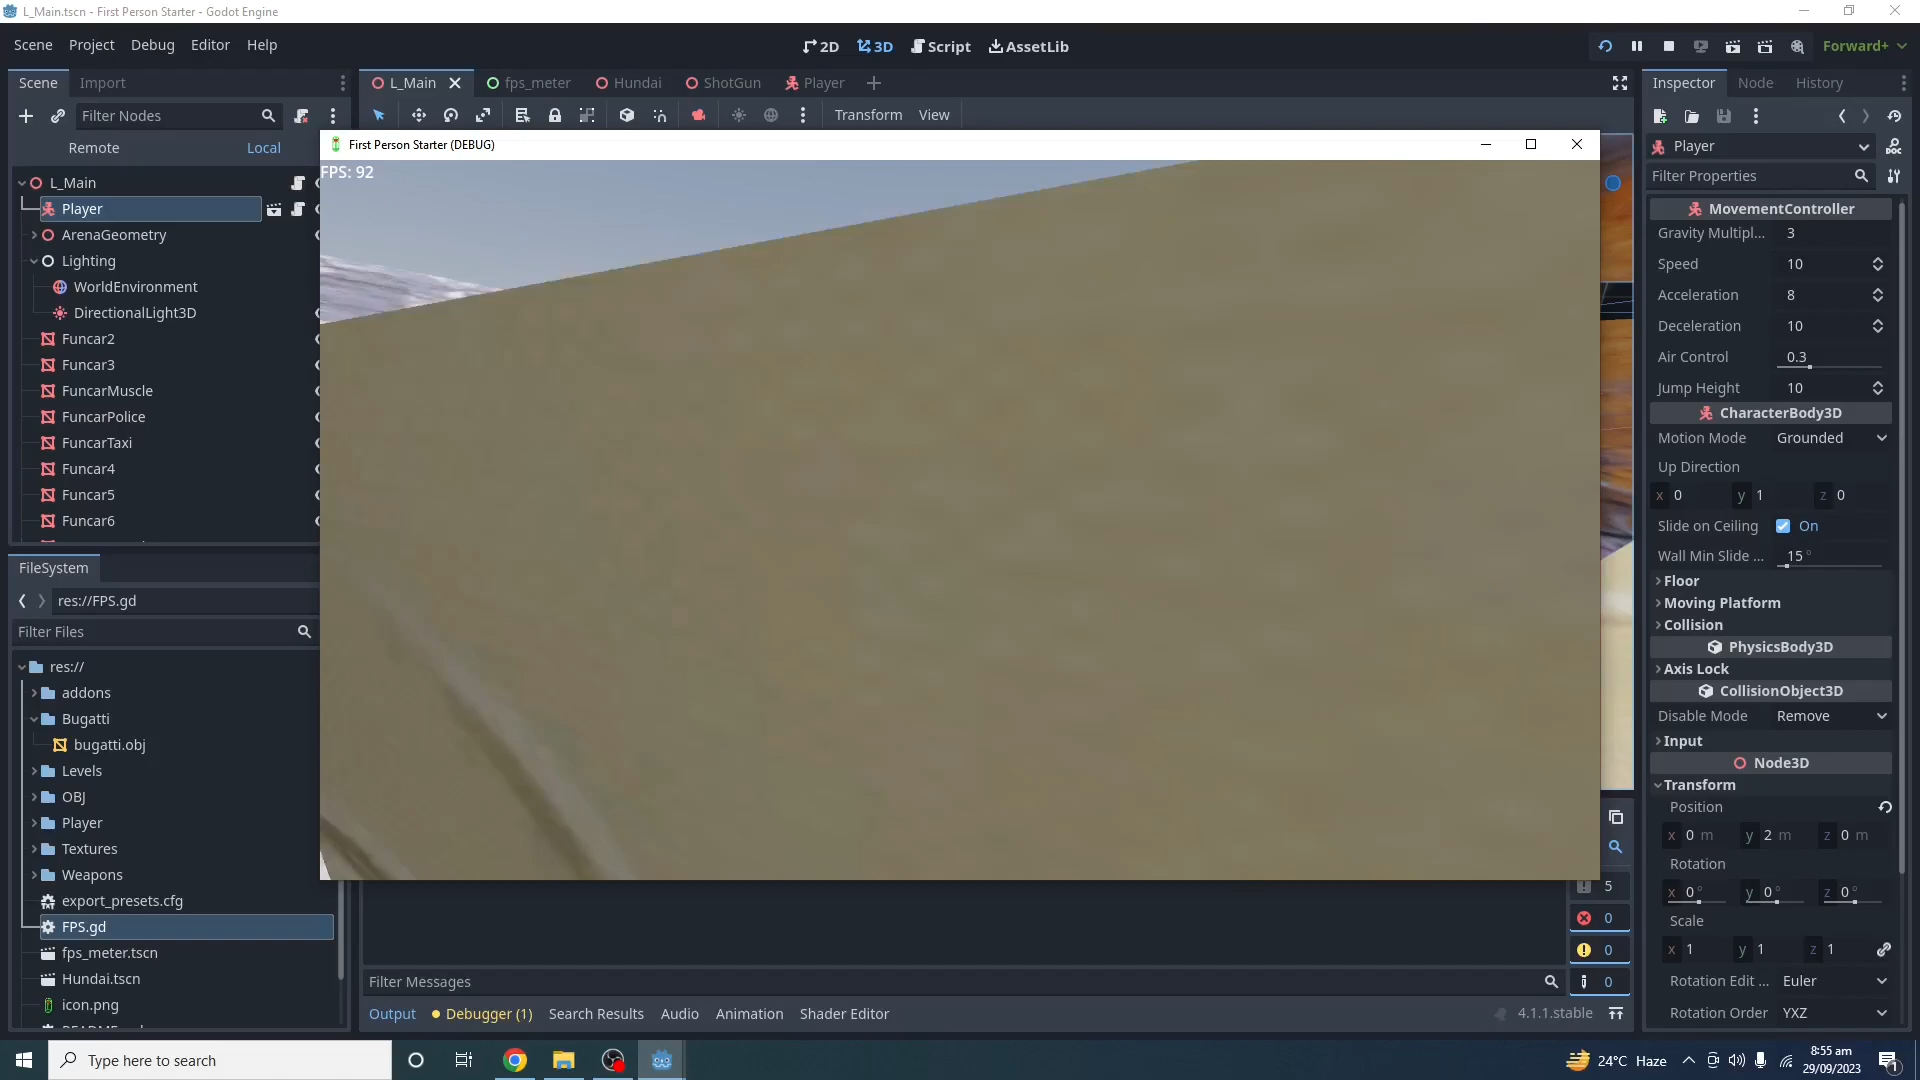 L_Main.tscn - First Person Starter - Godot Engine
Scene Project Debug Editor Help
2D 3D Script AssetLib
Forward+
Scene Import
L_Main fps_meter Hundai ShotGun Player
Inspector Node History
Filter Nodes
Transform View
Remote Local
L_Main
Player
ArenaGeometry
Lighting
WorldEnvironment
DirectionalLight3D
Funcar2
Funcar3
FuncarMuscle
FuncarPolice
FuncarTaxi
Funcar4
Funcar5
Funcar6
FileSystem
res://FPS.gd
Filter Files
res://
addons
Bugatti
bugatti.obj
Levels
OBJ
Player
Textures
Weapons
export_presets.cfg
FPS.gd
fps_meter.tscn
Hundai.tscn
icon.png
First Person Starter (DEBUG)
FPS: 92
5
0
0
0
Filter Messages
Output Debugger (1) Search Results Audio Animation Shader Editor
4.1.1.stable
Player
Filter Properties
MovementController
Gravity Multipl... 3
Speed 10
Acceleration 8
Deceleration 10
Air Control 0.3
Jump Height 10
CharacterBody3D
Motion Mode Grounded
Up Direction
x 0 y 1 z 0
Slide on Ceiling On
Wall Min Slide ... 15 °
Floor
Moving Platform
Collision
PhysicsBody3D
Axis Lock
CollisionObject3D
Disable Mode Remove
Input
Node3D
Transform
Position
x 0 m y 2 m z 0 m
Rotation
x 0 ° y 0 ° z 0 °
Scale
x 1 y 1 z 1
Rotation Edit ... Euler
Rotation Order YXZ
Type here to search
24°C Haze
8:55 am
29/09/2023
1